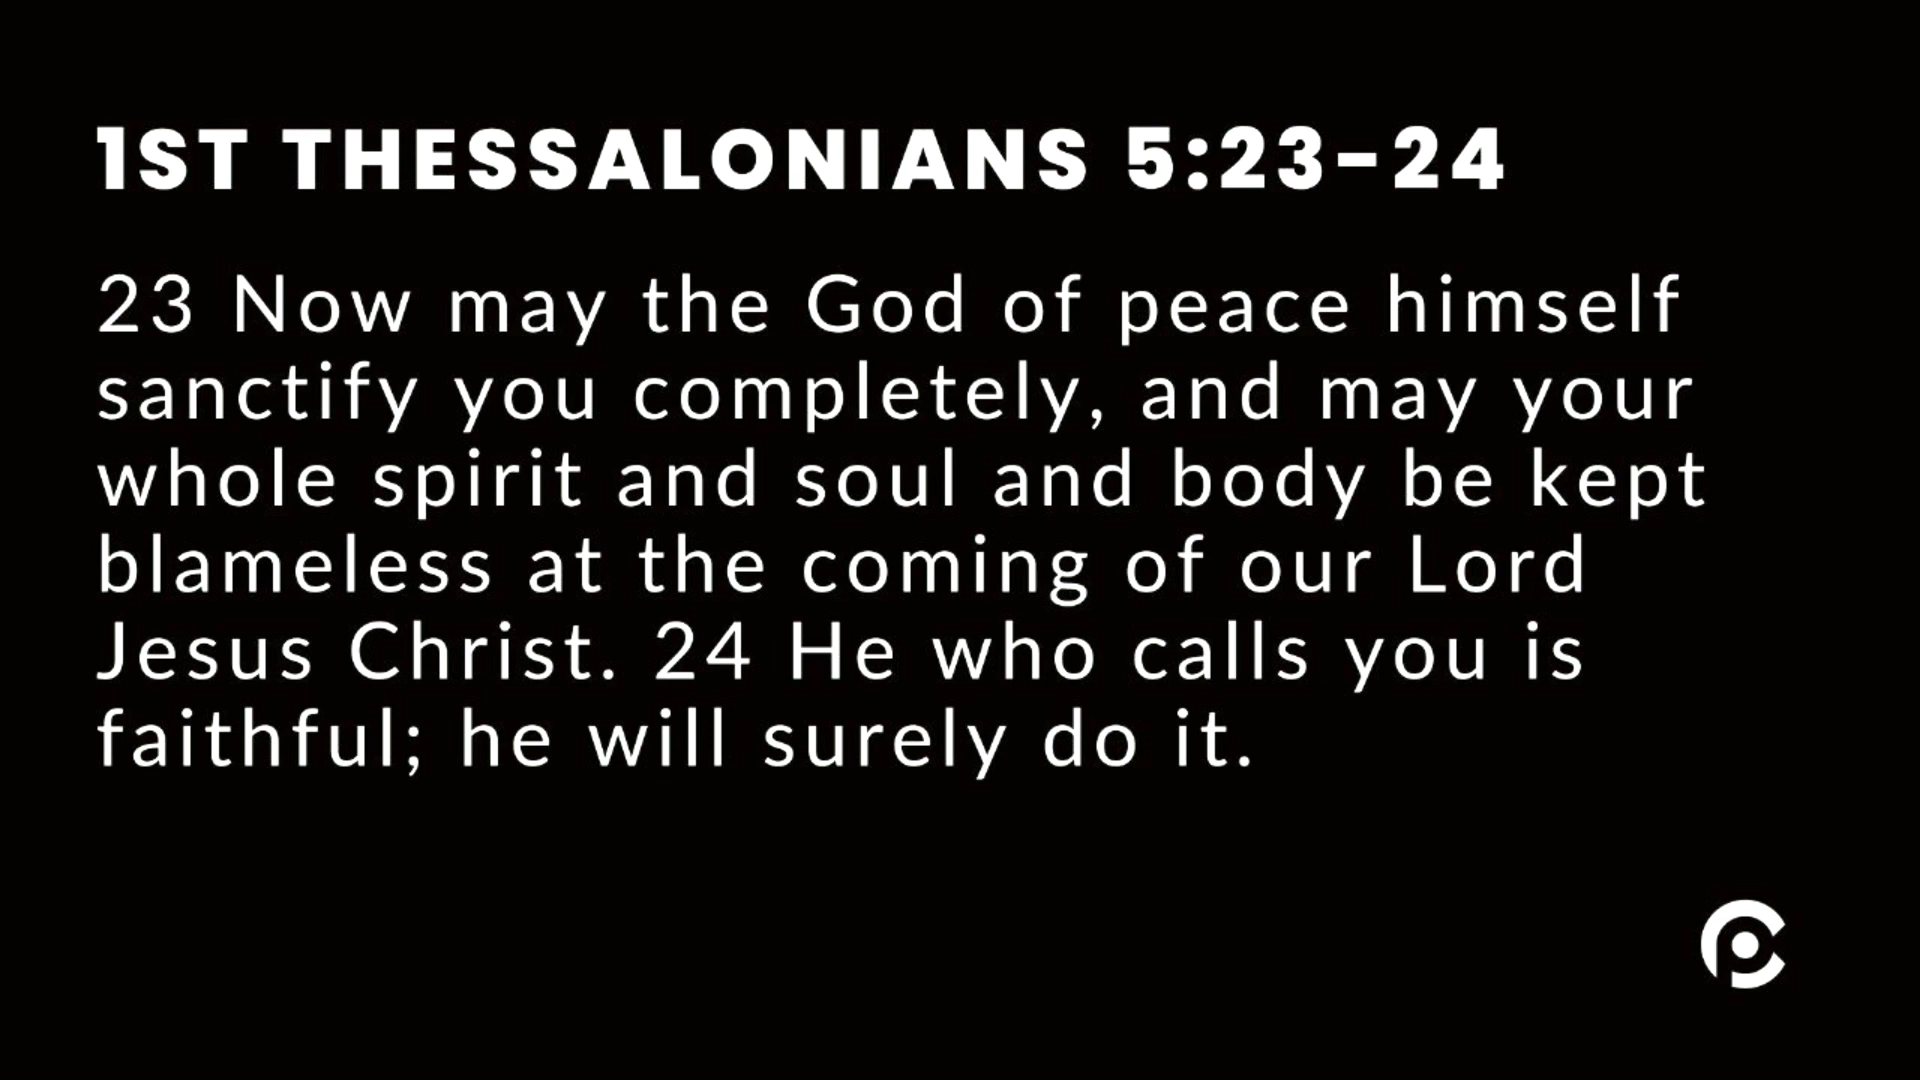 1ST THESSALONIANS 5:23-24
23 Now may the God of peace himself
sanctify you completely, and may your
whole spirit and soul and body be kept
blameless at the coming of our Lord
Jesus Christ. 24 He who calls you is
faithful; he will surely do it.